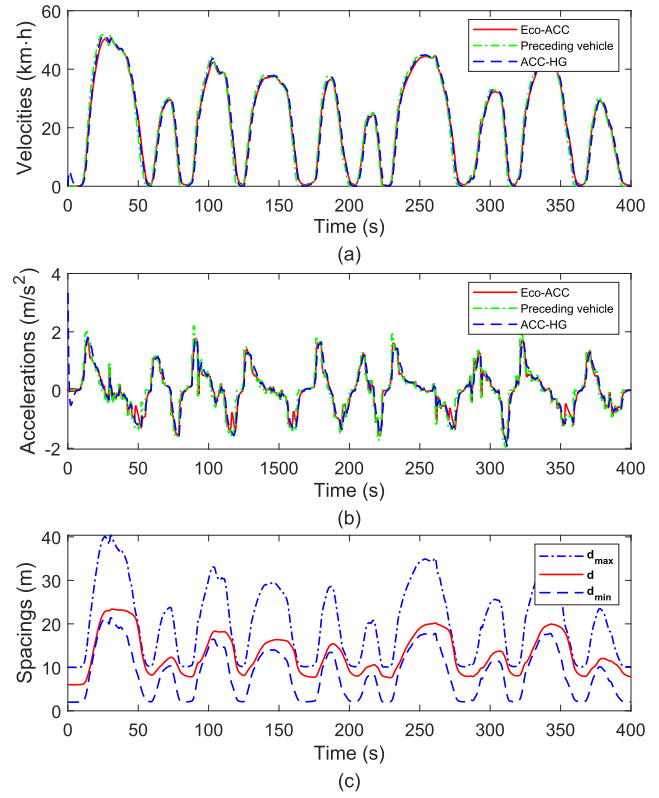 60
40
20
0
Velocities (km·h)
Eco-ACC
Preceding vehicle
ACC-HG
0 50 100 150 200 250 300 350 400
Time (s)
(a)
4
2
0
-2
Accelerations (m/s²)
Eco-ACC
Preceding vehicle
ACC-HG
0 50 100 150 200 250 300 350 400
Time (s)
(b)
40
30
20
10
0
Spacings (m)
d_max
d
d_min
0 50 100 150 200 250 300 350 400
Time (s)
(c)